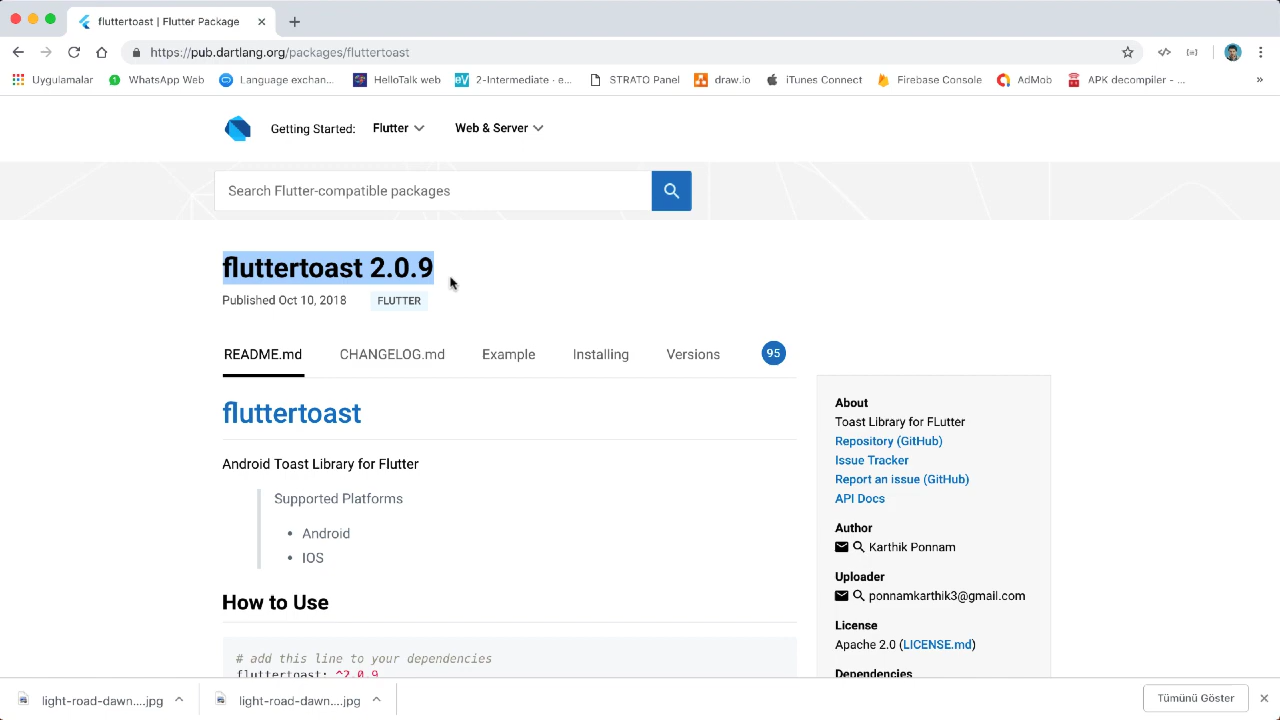 fluttertoast | Flutter Package
https://pub.dartlang.org/packages/fluttertoast
Uygulamalar WhatsApp Web Language exchan... HelloTalk web 2-Intermediate · e... STRATO Panel draw.io iTunes Connect Firebase Console AdMob APK decompiler - ... »
Getting Started: Flutter Web & Server
Search Flutter-compatible packages
fluttertoast 2.0.9
Published Oct 10, 2018 FLUTTER
README.md CHANGELOG.md Example Installing Versions 95
fluttertoast
Android Toast Library for Flutter
Supported Platforms
• Android
• IOS
How to Use
# add this line to your dependencies
fluttertoast: ^2.0.9
About
Toast Library for FLutter
Repository (GitHub)
Issue Tracker
Report an issue (GitHub)
API Docs
Author
Karthik Ponnam
Uploader
ponnamkarthik3@gmail.com
License
Apache 2.0 (LICENSE.md)
Dependencies
light-road-dawn....jpg light-road-dawn....jpg Tümünü Göster